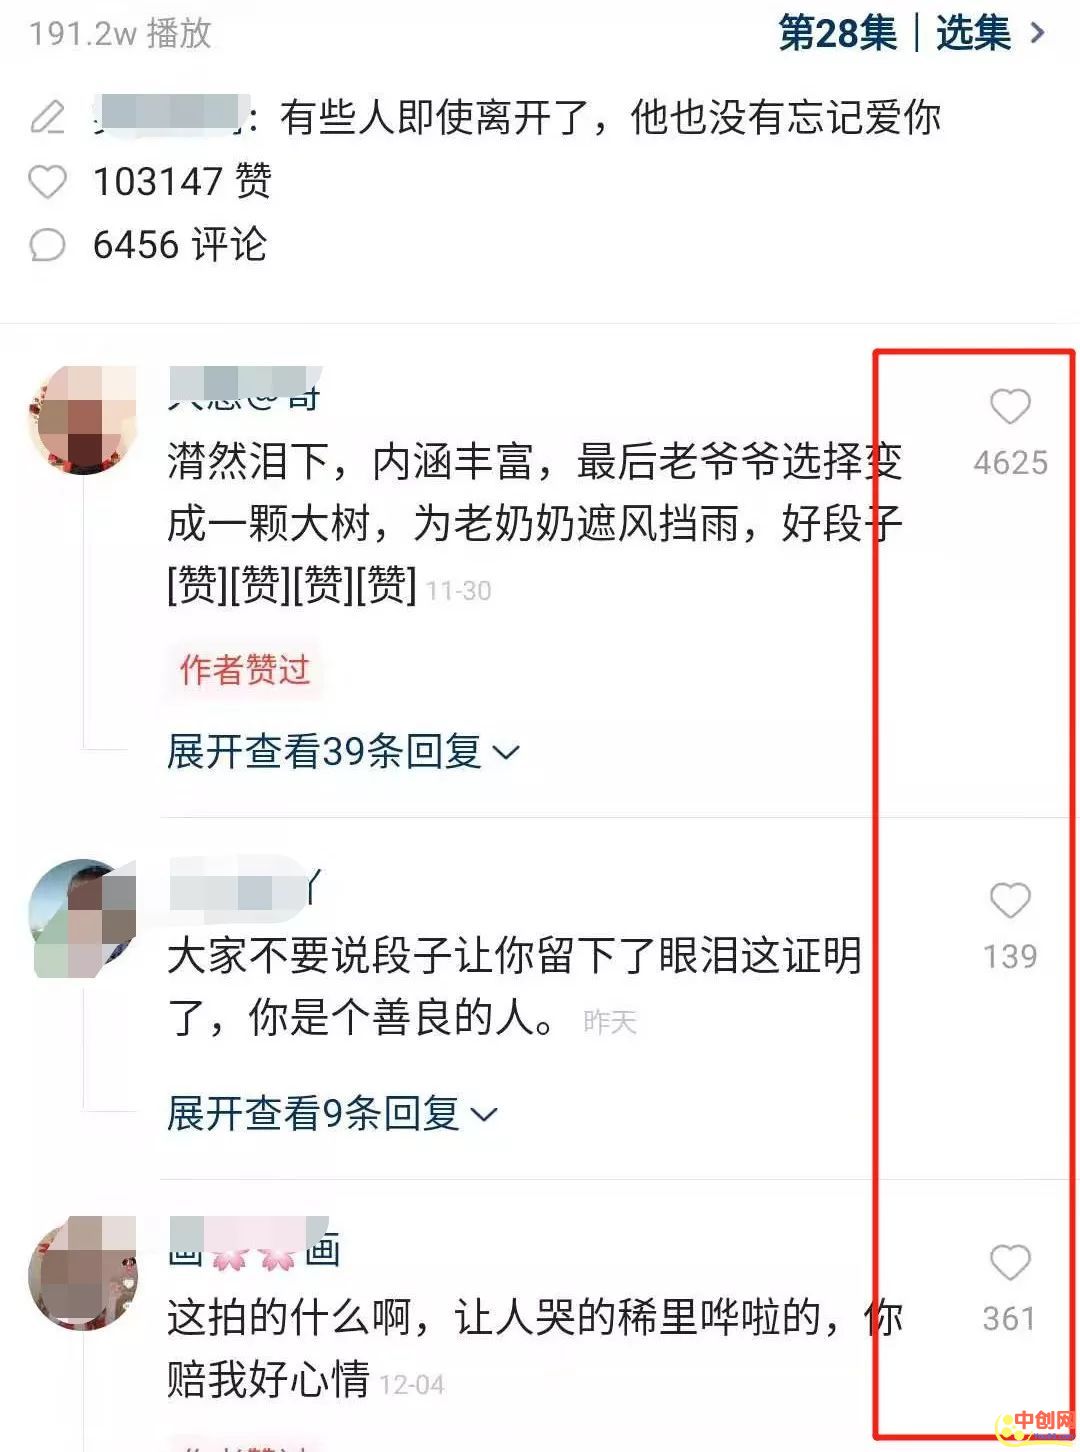 191.2w 播放
第28集｜选集
：有些人即使离开了，他也没有忘记爱你
103147 赞
6456 评论
潸然泪下，内涵丰富，最后老爷爷选择变
成一颗大树，为老奶奶遮风挡雨，好段子
[赞][赞][赞][赞] 11-30
4625
作者赞过
展开查看39条回复
大家不要说段子让你留下了眼泪这证明
了，你是个善良的人。 昨天
139
展开查看9条回复
画🌸🌸画
这拍的什么啊，让人哭的稀里哗啦的，你
赔我好心情 12-04
361
中创网